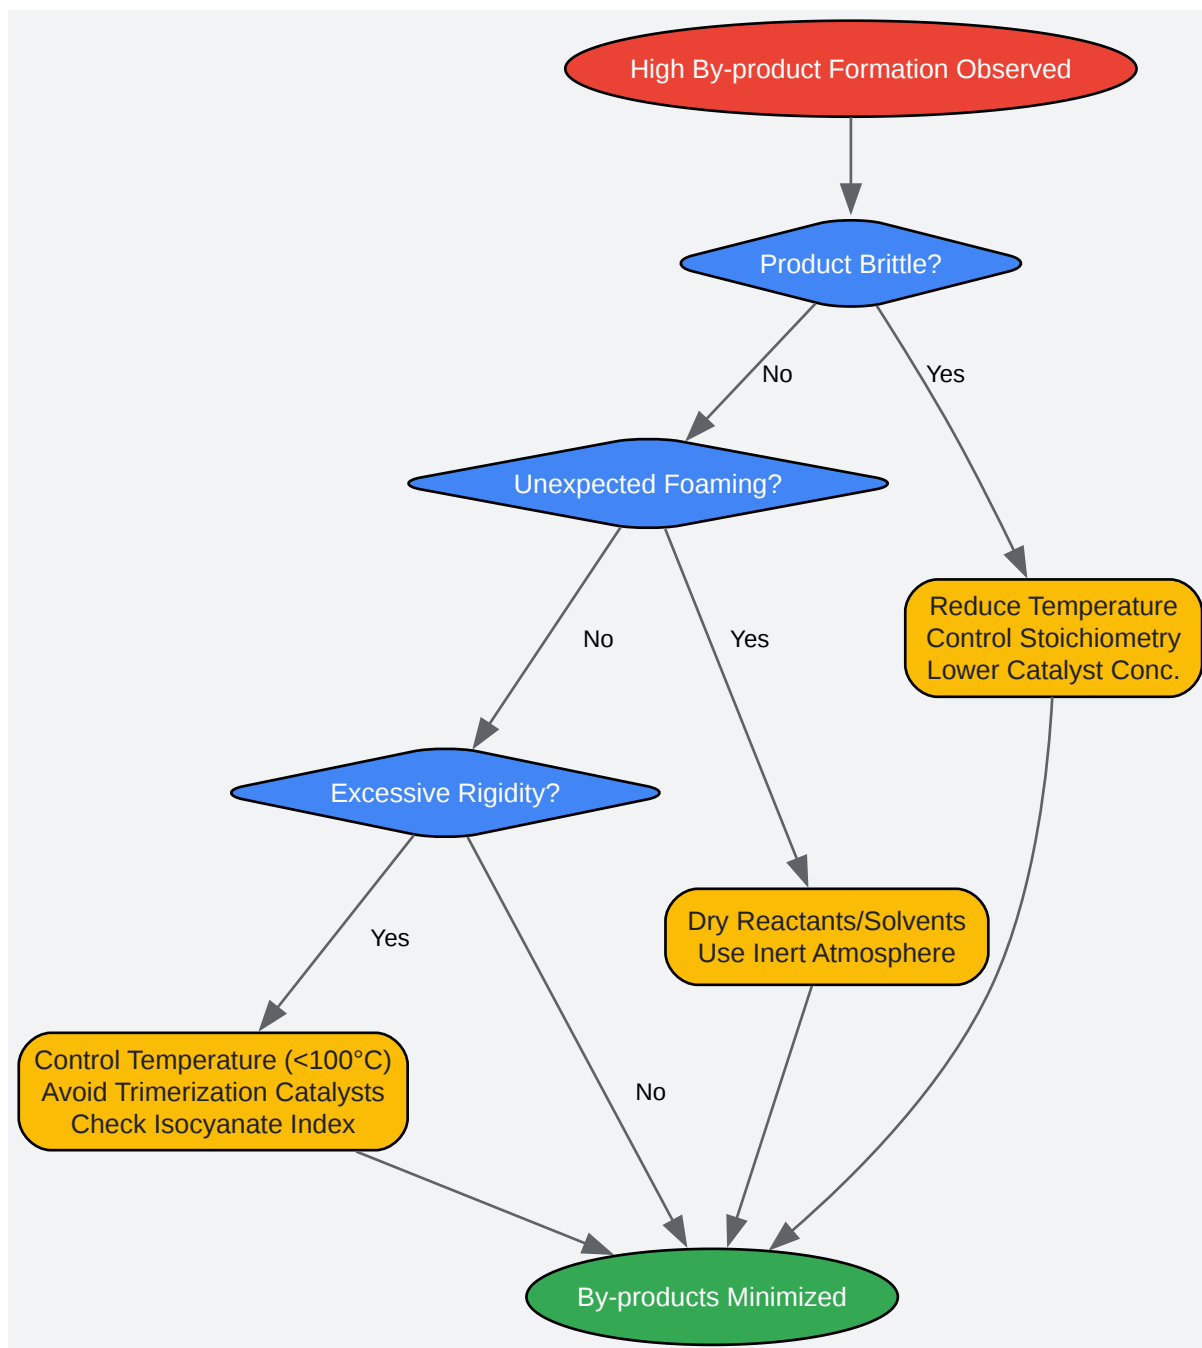 High By-product Formation Observed
Product Brittle?
No
Yes
Unexpected Foaming?
Reduce Temperature
Control Stoichiometry
Lower Catalyst Conc.
No
Yes
Excessive Rigidity?
Dry Reactants/Solvents
Use Inert Atmosphere
Yes
Control Temperature (<100°C)
Avoid Trimerization Catalysts
Check Isocyanate Index
No
By-products Minimized